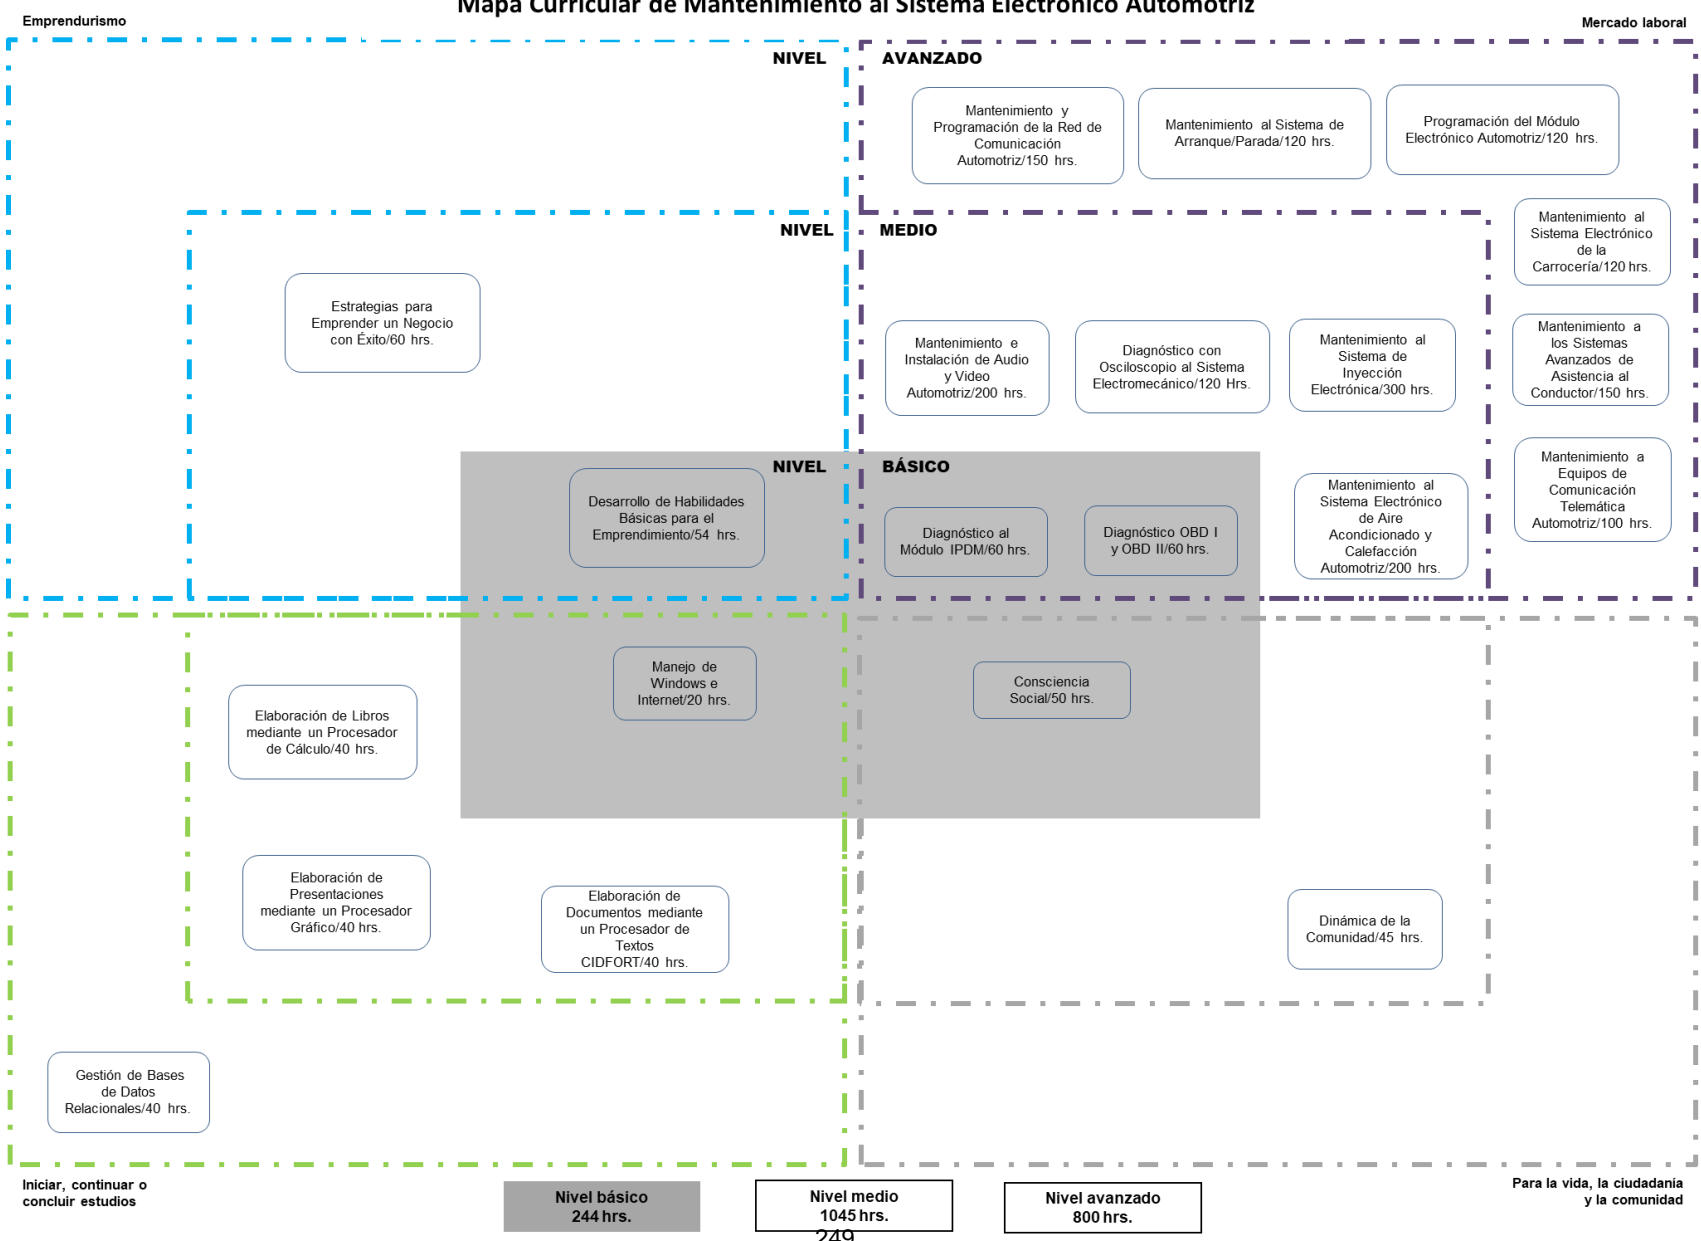 Mapa Curricular de Mantenimiento al Sistema Electrónico Automotriz
Emprendurismo
Mercado laboral
NIVEL AVANZADO
Mantenimiento y
Programación de la Red de
Comunicación
Automotriz/150 hrs.
Mantenimiento al Sistema de
Arranque/Parada/120 hrs.
Programación del Módulo
Electrónico Automotriz/120 hrs.
Mantenimiento al
Sistema Electrónico
de la
Carrocería/120 hrs.
NIVEL MEDIO
Estrategias para
Emprender un Negocio
con Éxito/60 hrs.
Mantenimiento e
Instalación de Audio
y Video
Automotriz/200 hrs.
Diagnóstico con
Osciloscopio al Sistema
Electromecánico/120 Hrs.
Mantenimiento al
Sistema de
Inyección
Electrónica/300 hrs.
Mantenimiento a
los Sistemas
Avanzados de
Asistencia al
Conductor/150 hrs.
NIVEL BÁSICO
Desarrollo de Habilidades
Básicas para el
Emprendimiento/54 hrs.
Diagnóstico al
Módulo IPDM/60 hrs.
Diagnóstico OBD I
y OBD II/60 hrs.
Mantenimiento al
Sistema Electrónico
de Aire
Acondicionado y
Calefacción
Automotriz/200 hrs.
Mantenimiento a
Equipos de
Comunicación
Telemática
Automotriz/100 hrs.
Manejo de
Windows e
Internet/20 hrs.
Consciencia
Social/50 hrs.
Elaboración de Libros
mediante un Procesador
de Cálculo/40 hrs.
Elaboración de
Presentaciones
mediante un Procesador
Gráfico/40 hrs.
Elaboración de
Documentos mediante
un Procesador de
Textos
CIDFORT/40 hrs.
Dinámica de la
Comunidad/45 hrs.
Gestión de Bases
de Datos
Relacionales/40 hrs.
Iniciar, continuar o
concluir estudios
Nivel básico
244 hrs.
Nivel medio
1045 hrs.
Nivel avanzado
800 hrs.
Para la vida, la ciudadanía
y la comunidad
249